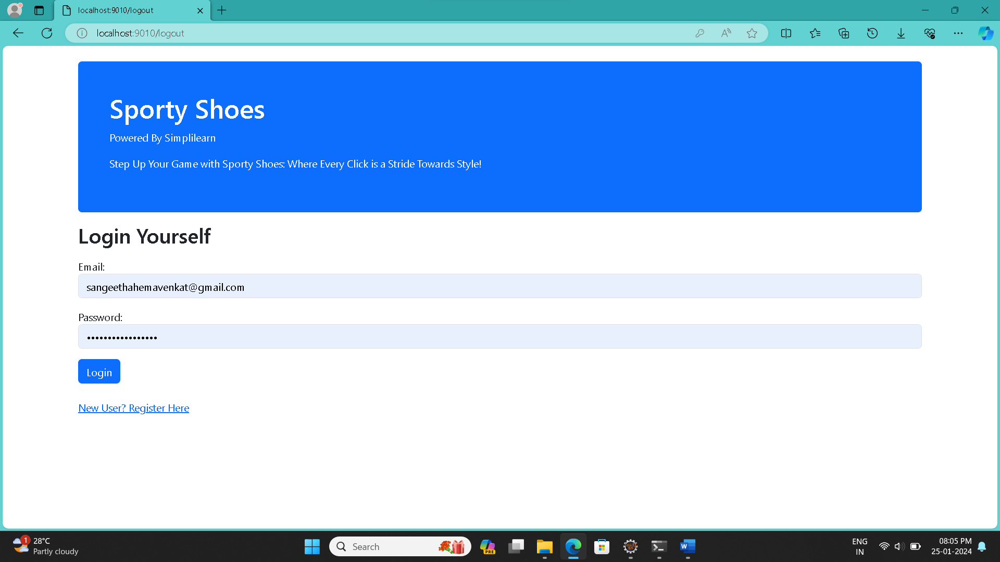 localhost:9010/logout
localhost:9010/logout
Sporty Shoes
Powered By Simplilearn
Step Up Your Game with Sporty Shoes: Where Every Click is a Stride Towards Style!
Login Yourself
Email:
sangeethahemavenkat@gmail.com
Password:
•••••••••••••••••
Login
New User? Register Here
1
28°C
Partly cloudy
Search
PRE
ENG
IN
08:05 PM
25-01-2024